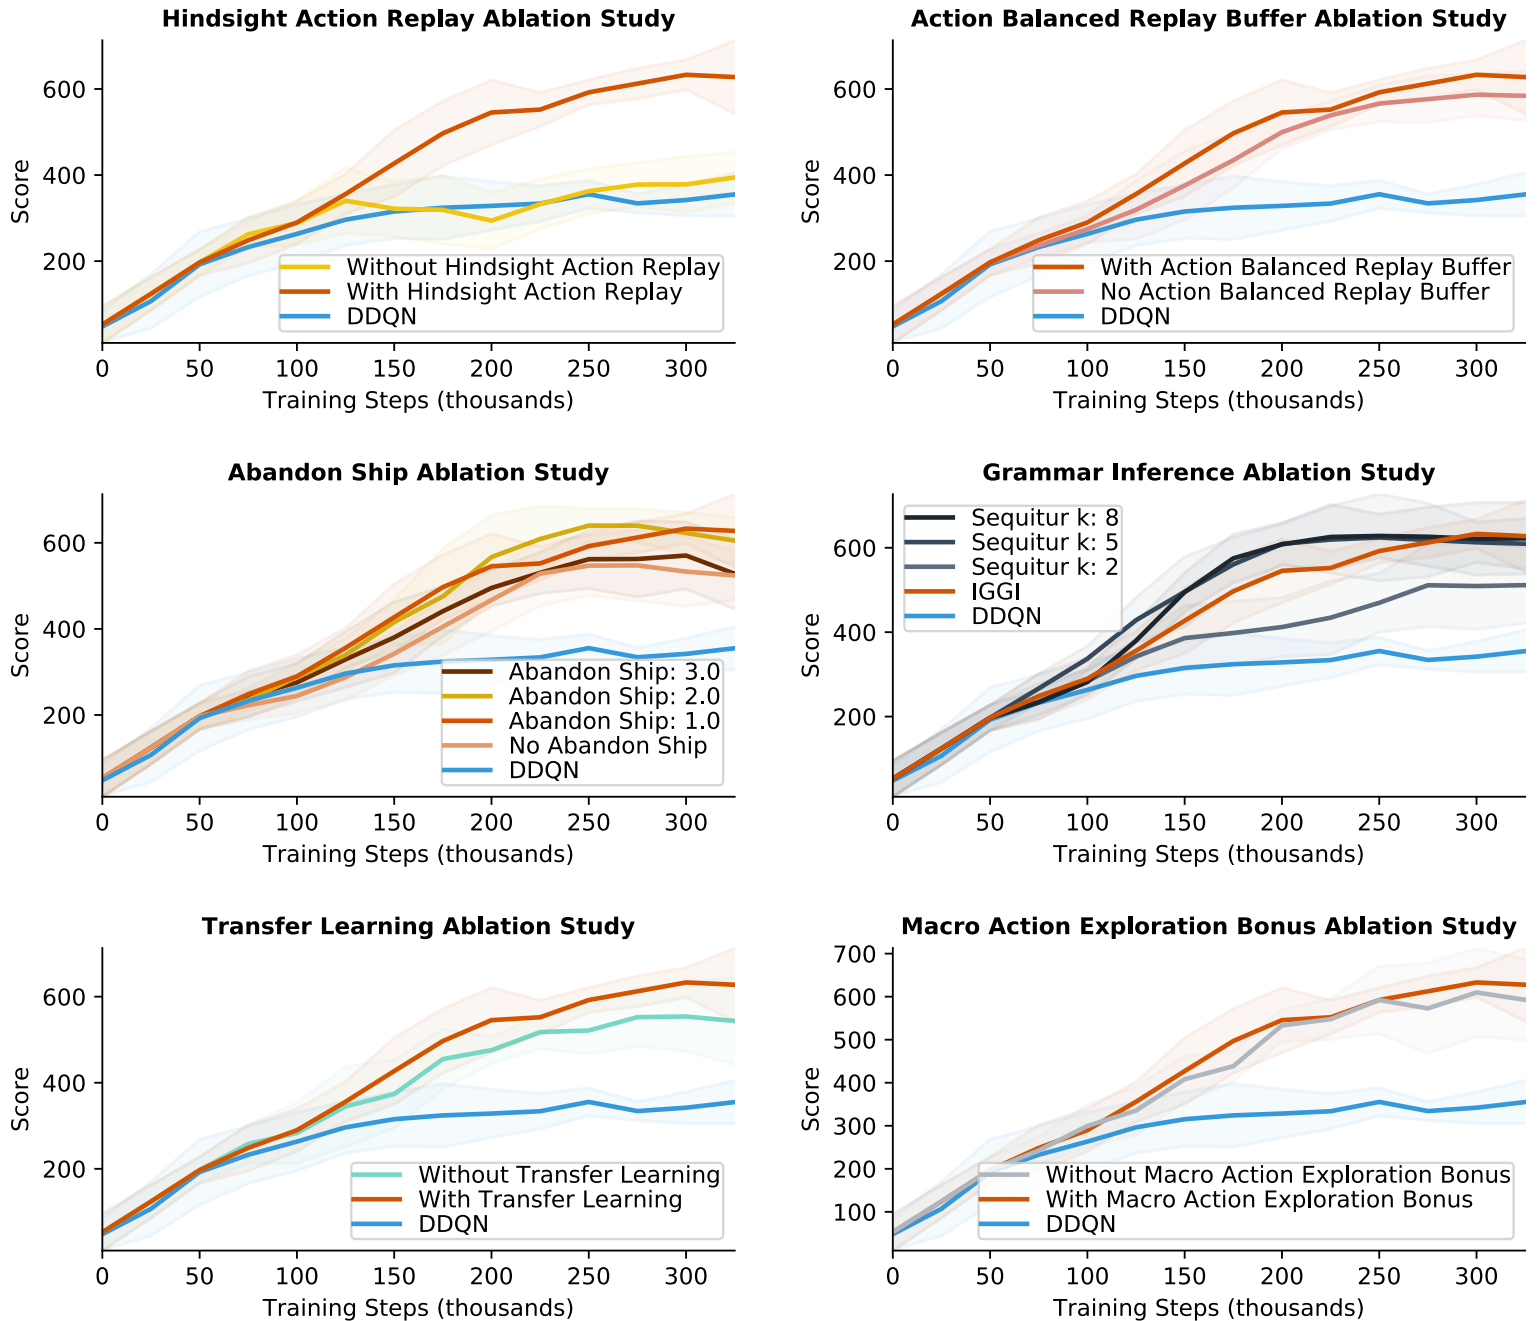 Hindsight Action Replay Ablation Study
Score
600
400
200
Without Hindsight Action Replay
With Hindsight Action Replay
DDQN
0 50 100 150 200 250 300
Training Steps (thousands)
Action Balanced Replay Buffer Ablation Study
Score
600
400
200
With Action Balanced Replay Buffer
No Action Balanced Replay Buffer
DDQN
0 50 100 150 200 250 300
Training Steps (thousands)
Abandon Ship Ablation Study
Score
600
400
200
Abandon Ship: 3.0
Abandon Ship: 2.0
Abandon Ship: 1.0
No Abandon Ship
DDQN
0 50 100 150 200 250 300
Training Steps (thousands)
Grammar Inference Ablation Study
Score
600
400
200
Sequitur k: 8
Sequitur k: 5
Sequitur k: 2
IGGI
DDQN
0 50 100 150 200 250 300
Training Steps (thousands)
Transfer Learning Ablation Study
Score
600
400
200
Without Transfer Learning
With Transfer Learning
DDQN
0 50 100 150 200 250 300
Training Steps (thousands)
Macro Action Exploration Bonus Ablation Study
Score
700
600
500
400
300
200
100
Without Macro Action Exploration Bonus
With Macro Action Exploration Bonus
DDQN
0 50 100 150 200 250 300
Training Steps (thousands)